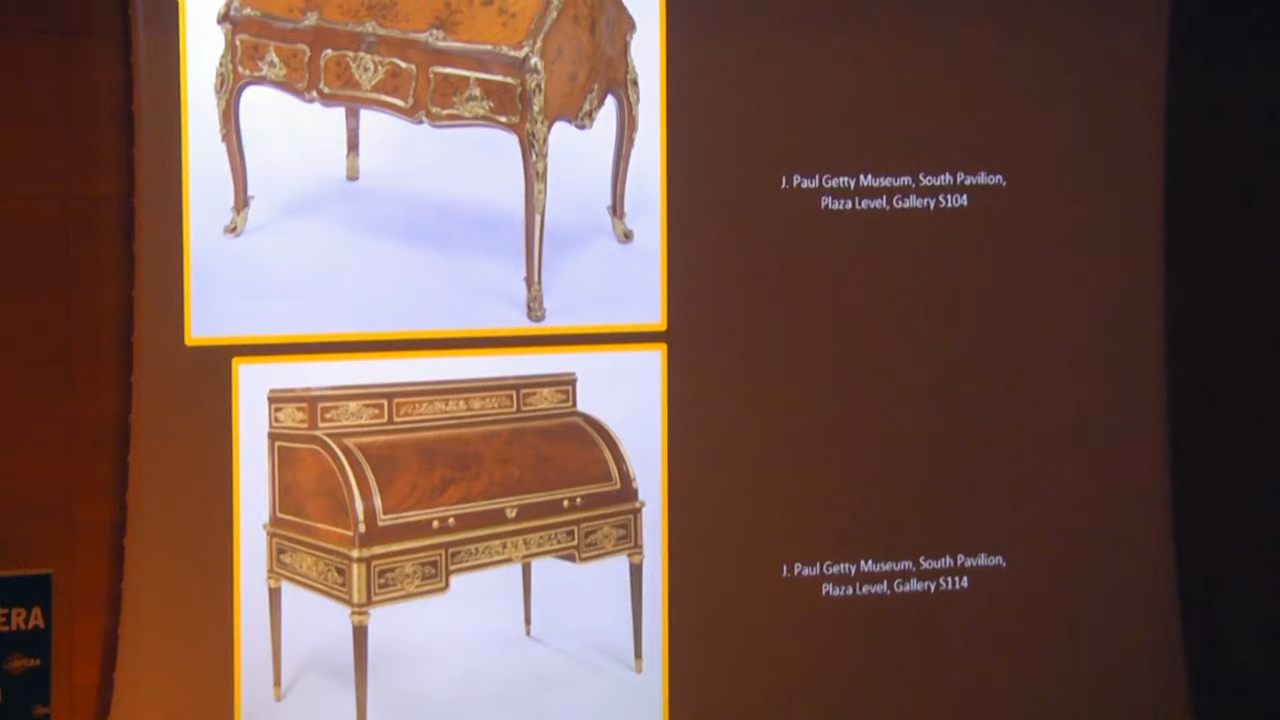 J. Paul Getty Museum, South Pavilion,
Plaza Level, Gallery S104
J. Paul Getty Museum, South Pavilion,
Plaza Level, Gallery S114
ERA
OPERA